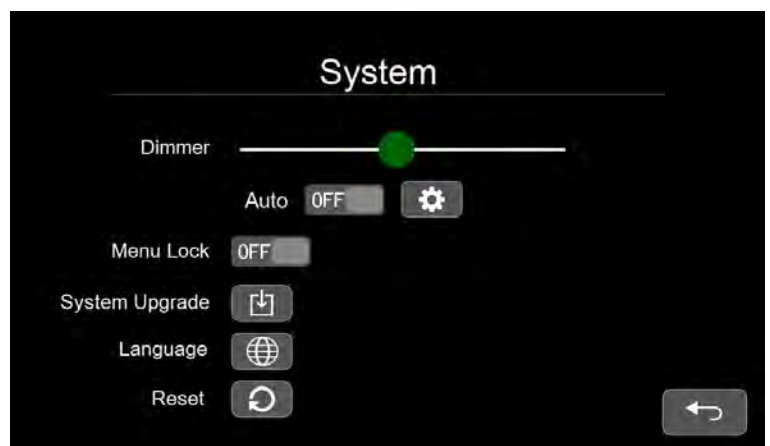 System
Dimmer
Auto OFF
Menu Lock OFF
System Upgrade
Language
Reset